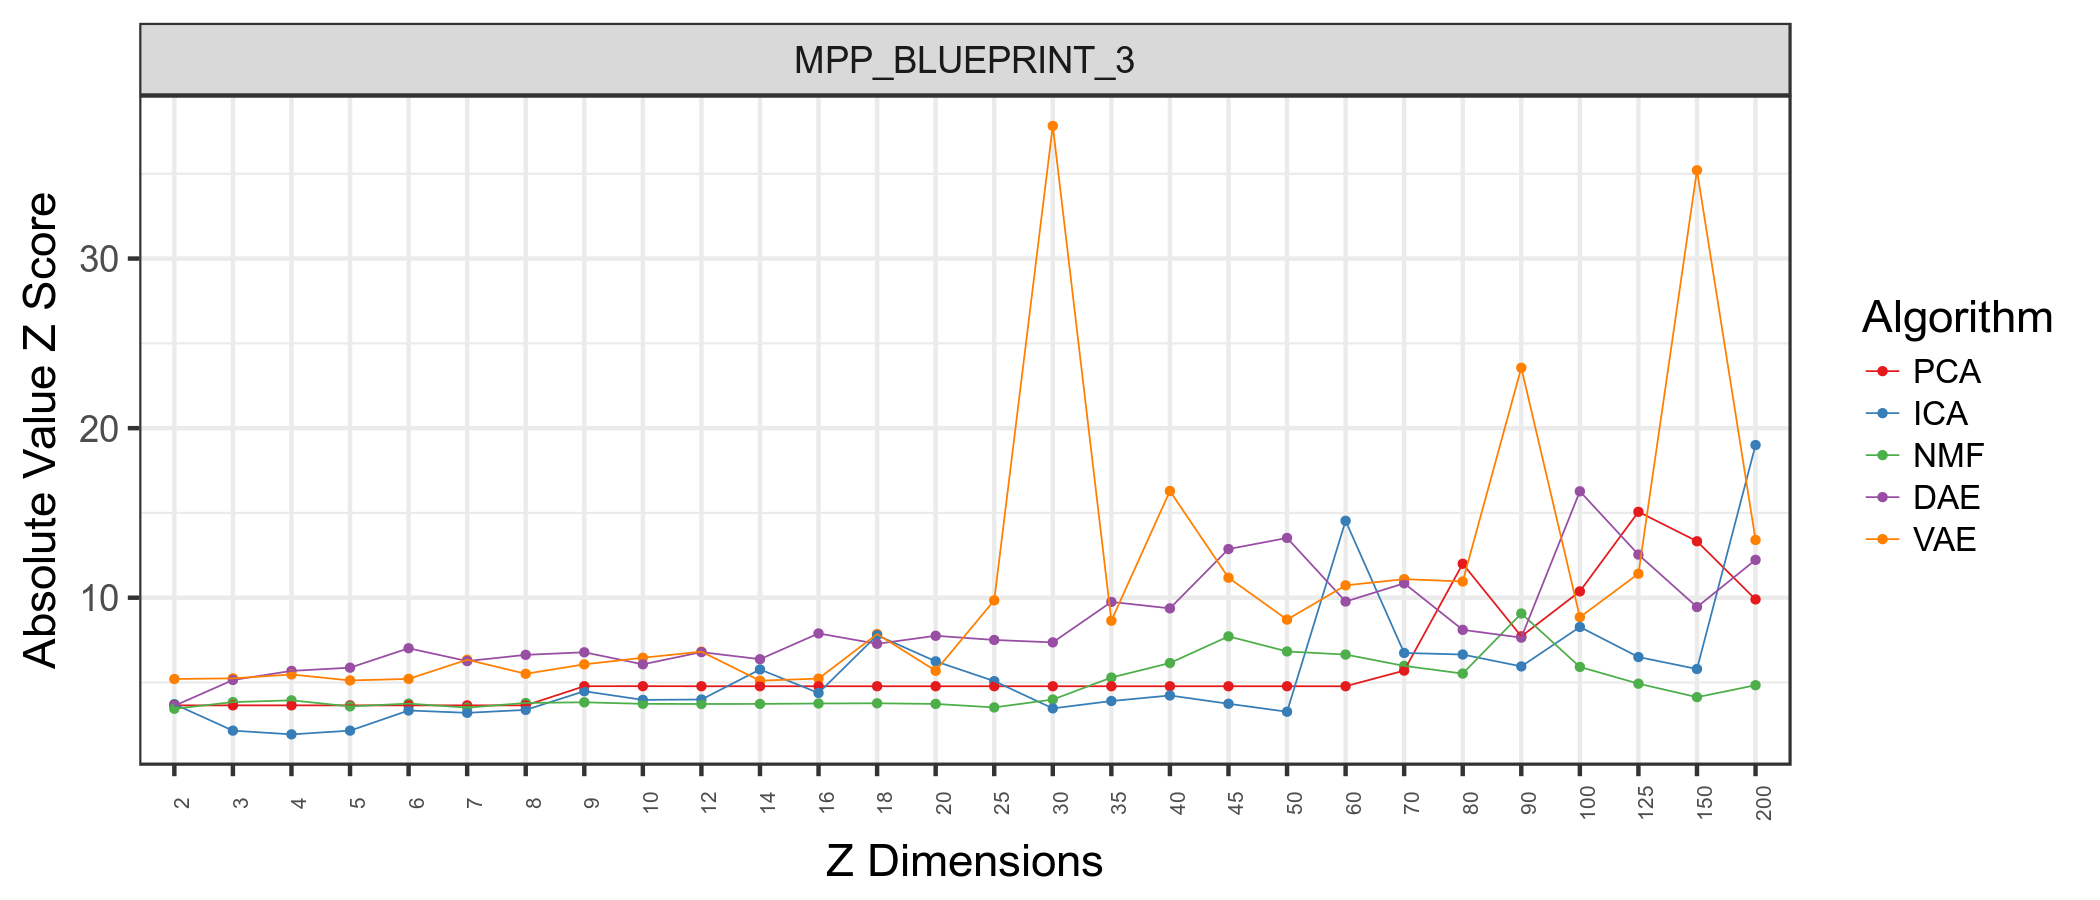 MPP_BLUEPRINT_3
Absolute Value Z Score
30
20
10
2 3 4 5 6 7 8 9 10 12 14 16 18 20 25 30 35 40 45 50 60 70 80 90 100 125 150 200
Z Dimensions
Algorithm
PCA
ICA
NMF
DAE
VAE